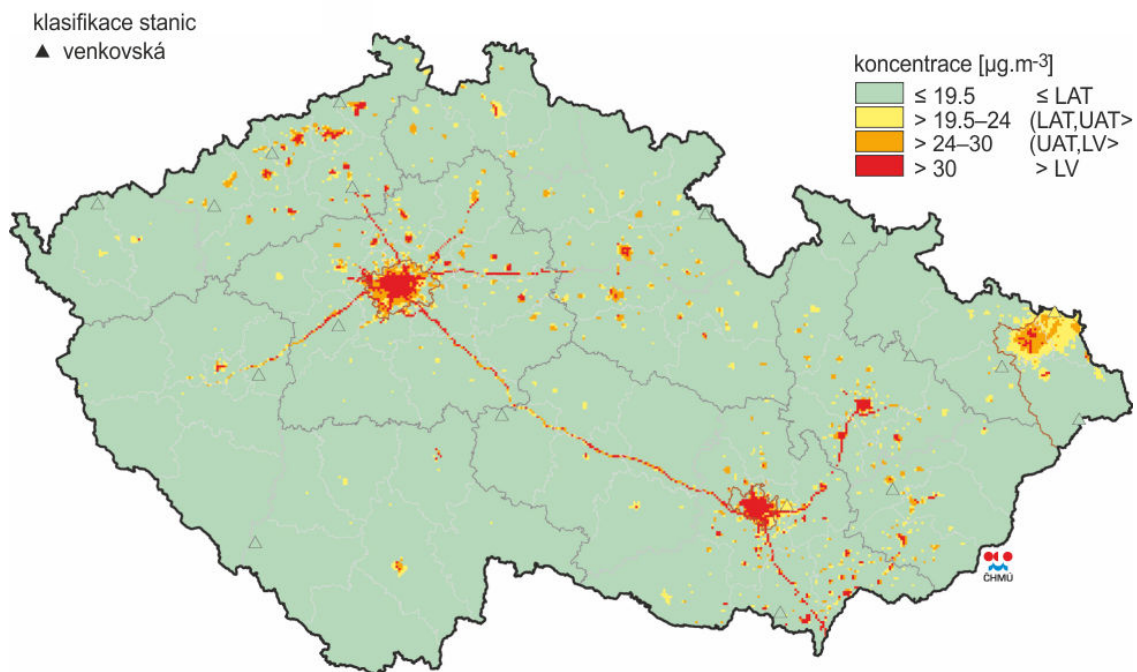 klasifikace stanic
▲ venkovská
koncentrace [µg.m-3]
≤ 19.5 ≤ LAT
> 19.5–24 (LAT,UAT>
> 24–30 (UAT,LV>
> 30 > LV
ČHMÚ